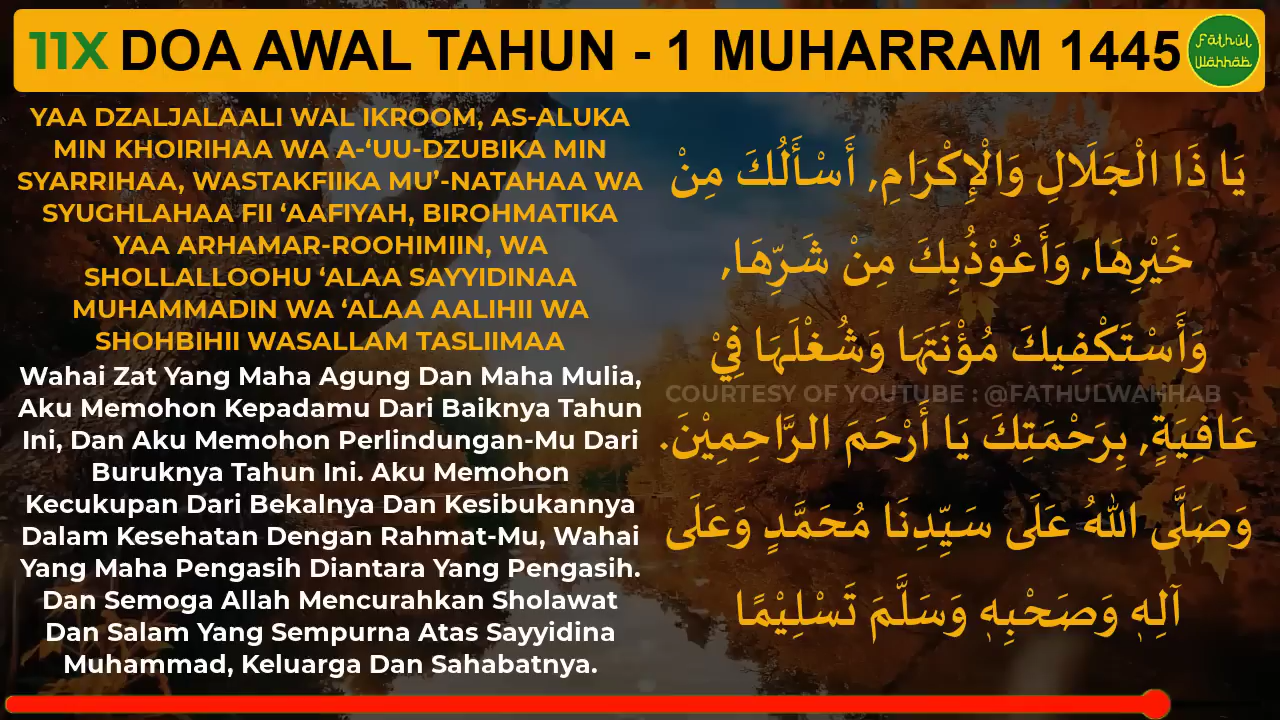 11X DOA AWAL TAHUN - 1 MUHARRAM 1445
Fathul
Wahhab
YAA DZALJALAALI WAL IKROOM, AS-ALUKA
MIN KHOIRIHAA WA A-‘UU-DZUBIKA MIN
SYARRIHAA, WASTAKFIIKA MU’-NATAHAA WA
SYUGHLAHAA FII ‘AAFIYAH, BIROHMATIKA
YAA ARHAMAR-ROOHIMIIN, WA
SHOLLALLOOHU ‘ALAA SAYYIDINAA
MUHAMMADIN WA ‘ALAA AALIHII WA
SHOHBIHII WASALLAM TASLIIMAA
Wahai Zat Yang Maha Agung Dan Maha Mulia,
Aku Memohon Kepadamu Dari Baiknya Tahun
Ini, Dan Aku Memohon Perlindungan-Mu Dari
Buruknya Tahun Ini. Aku Memohon
Kecukupan Dari Bekalnya Dan Kesibukannya
Dalam Kesehatan Dengan Rahmat-Mu, Wahai
Yang Maha Pengasih Diantara Yang Pengasih.
Dan Semoga Allah Mencurahkan Sholawat
Dan Salam Yang Sempurna Atas Sayyidina
Muhammad, Keluarga Dan Sahabatnya.
يَا ذَا الْجَلَالِ وَالْإِكْرَامِ, أَسْأَلُكَ مِنْ
خَيْرِهَا, وَأَعُوْذُبِكَ مِنْ شَرِّهَا,
وَأَسْتَكْفِيكَ مُؤْنَتَهَا وَشُغْلَهَا فِيْ
COURTESY OF YOUTUBE : @FATHULWAHHAB
عَافِيَةٍ, بِرَحْمَتِكَ يَا أَرْحَمَ الرَّاحِمِيْنَ.
وَصَلَّى اللهُ عَلَى سَيِّدِنَا مُحَمَّدٍ وَعَلَى
آلِهٖ وَصَحْبِهٖ وَسَلَّمَ تَسْلِيْمًا